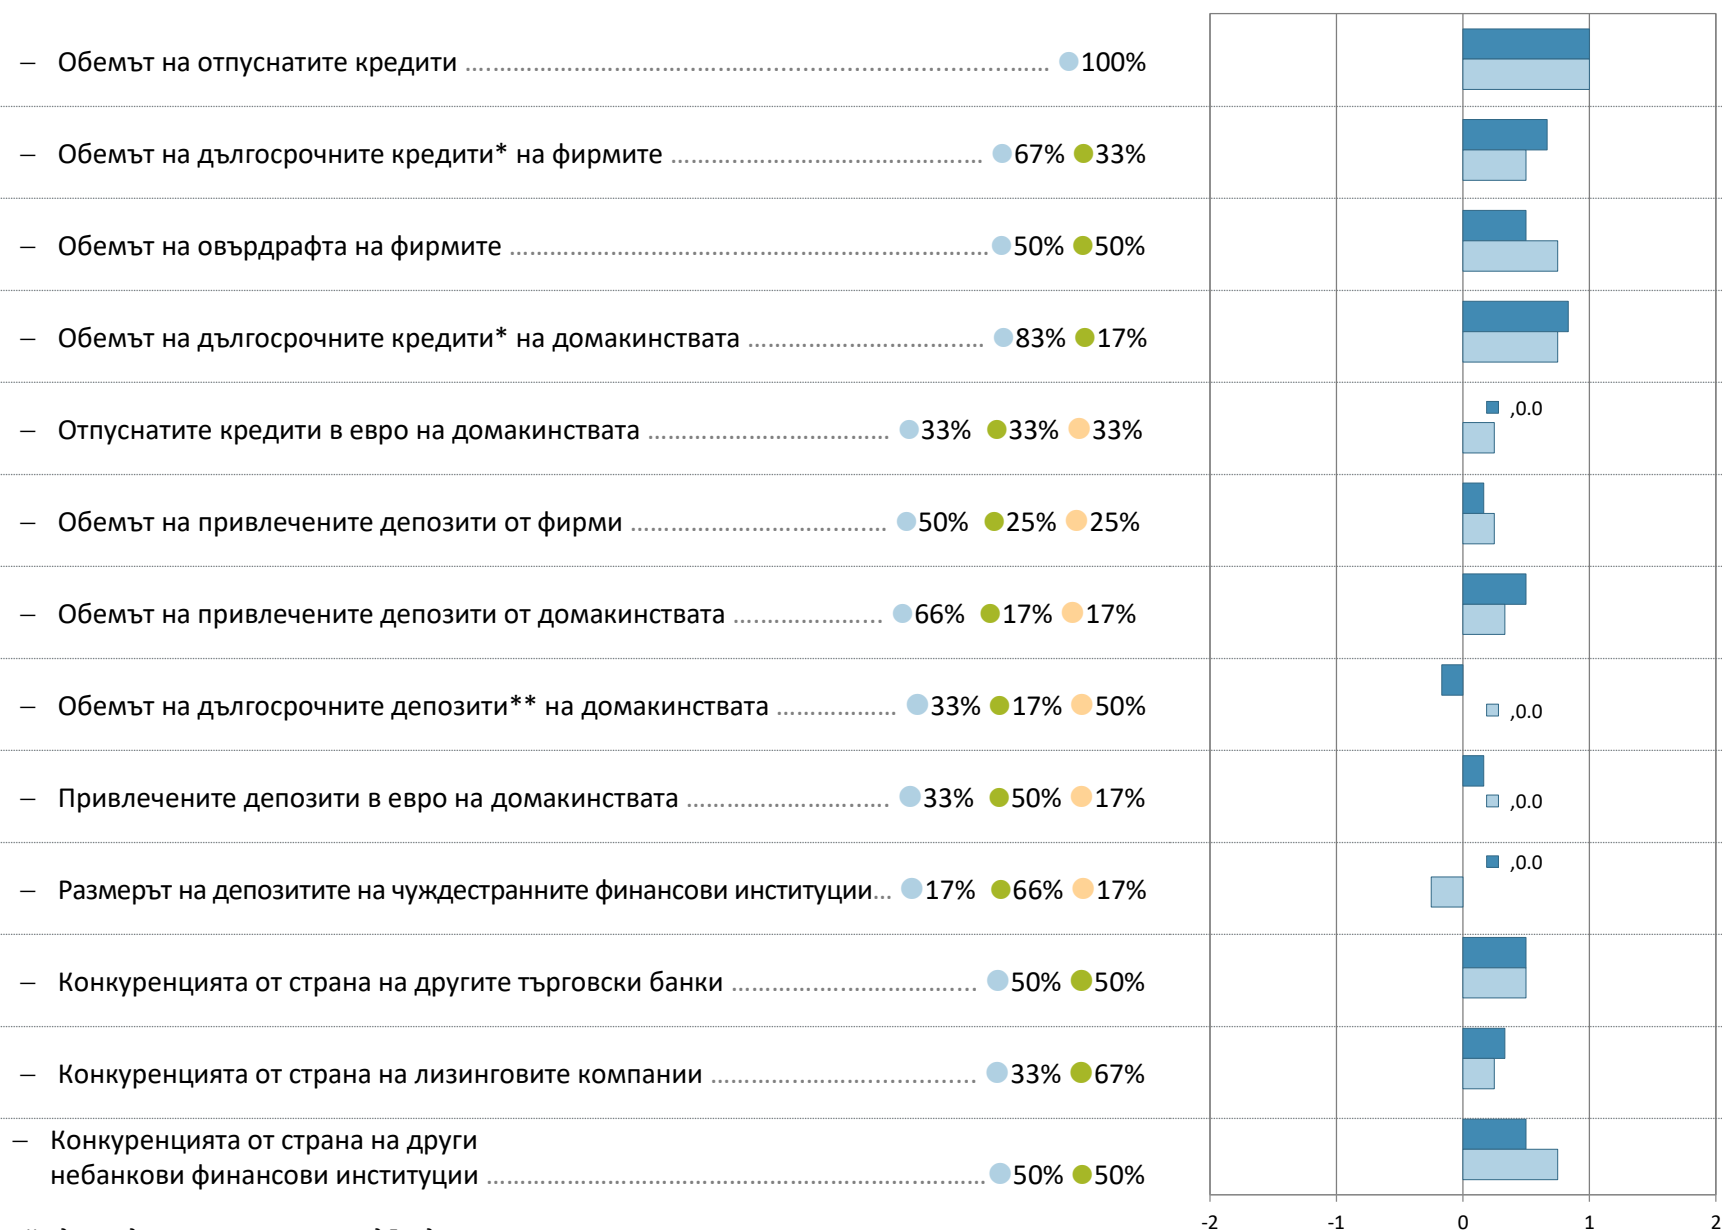 – Обемът на отпуснатите кредити ........ 100%
– Обемът на дългосрочните кредити* на фирмите ........ 67% 33%
– Обемът на овърдрафта на фирмите ........ 50% 50%
– Обемът на дългосрочните кредити* на домакинствата ........ 83% 17%
– Отпуснатите кредити в евро на домакинствата ........ 33% 33% 33%
,0.0
– Обемът на привлечените депозити от фирми ........ 50% 25% 25%
– Обемът на привлечените депозити от домакинствата ........ 66% 17% 17%
– Обемът на дългосрочните депозити** на домакинствата ........ 33% 17% 50%
,0.0
– Привлечените депозити в евро на домакинствата ........ 33% 50% 17%
,0.0
– Размерът на депозитите на чуждестранните финансови институции... 17% 66% 17%
,0.0
– Конкуренцията от страна на другите търговски банки ........ 50% 50%
– Конкуренцията от страна на лизинговите компании ........ 33% 67%
– Конкуренцията от страна на други
небанкови финансови институции ........ 50% 50%
-2 -1 0 1 2